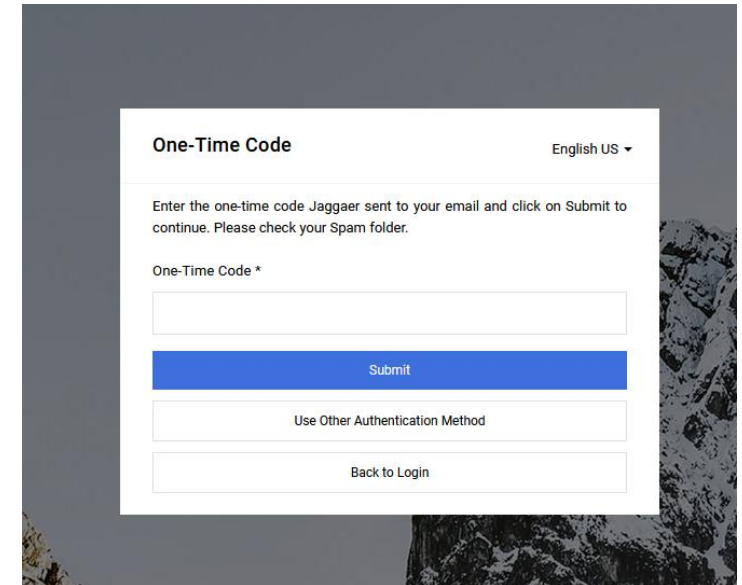 One-Time Code
English US
Enter the one-time code Jaggaer sent to your email and click on Submit to
continue. Please check your Spam folder.
One-Time Code *
Submit
Use Other Authentication Method
Back to Login